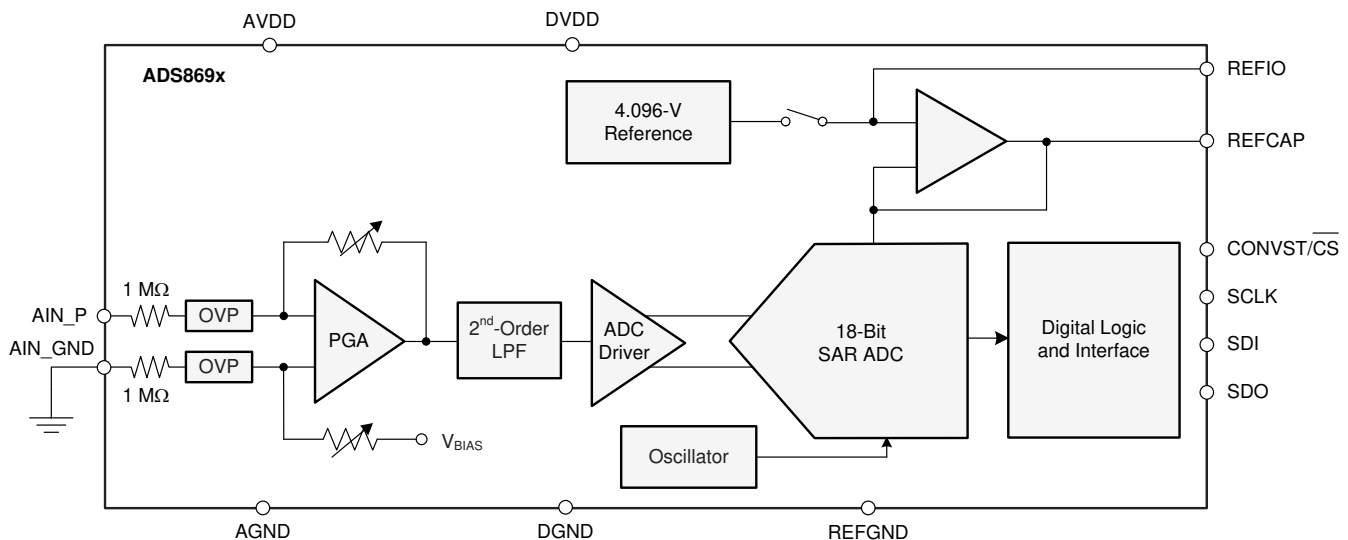 AVDD
DVDD
ADS869x
REFIO
4.096-V
Reference
REFCAP
CONVST/C̅S̅
1 MΩ
AIN_P
OVP
SCLK
2nd-Order
LPF
ADC
Driver
18-Bit
SAR ADC
Digital Logic
and Interface
PGA
AIN_GND
OVP
SDI
1 MΩ
SDO
VBIAS
Oscillator
AGND
DGND
REFGND